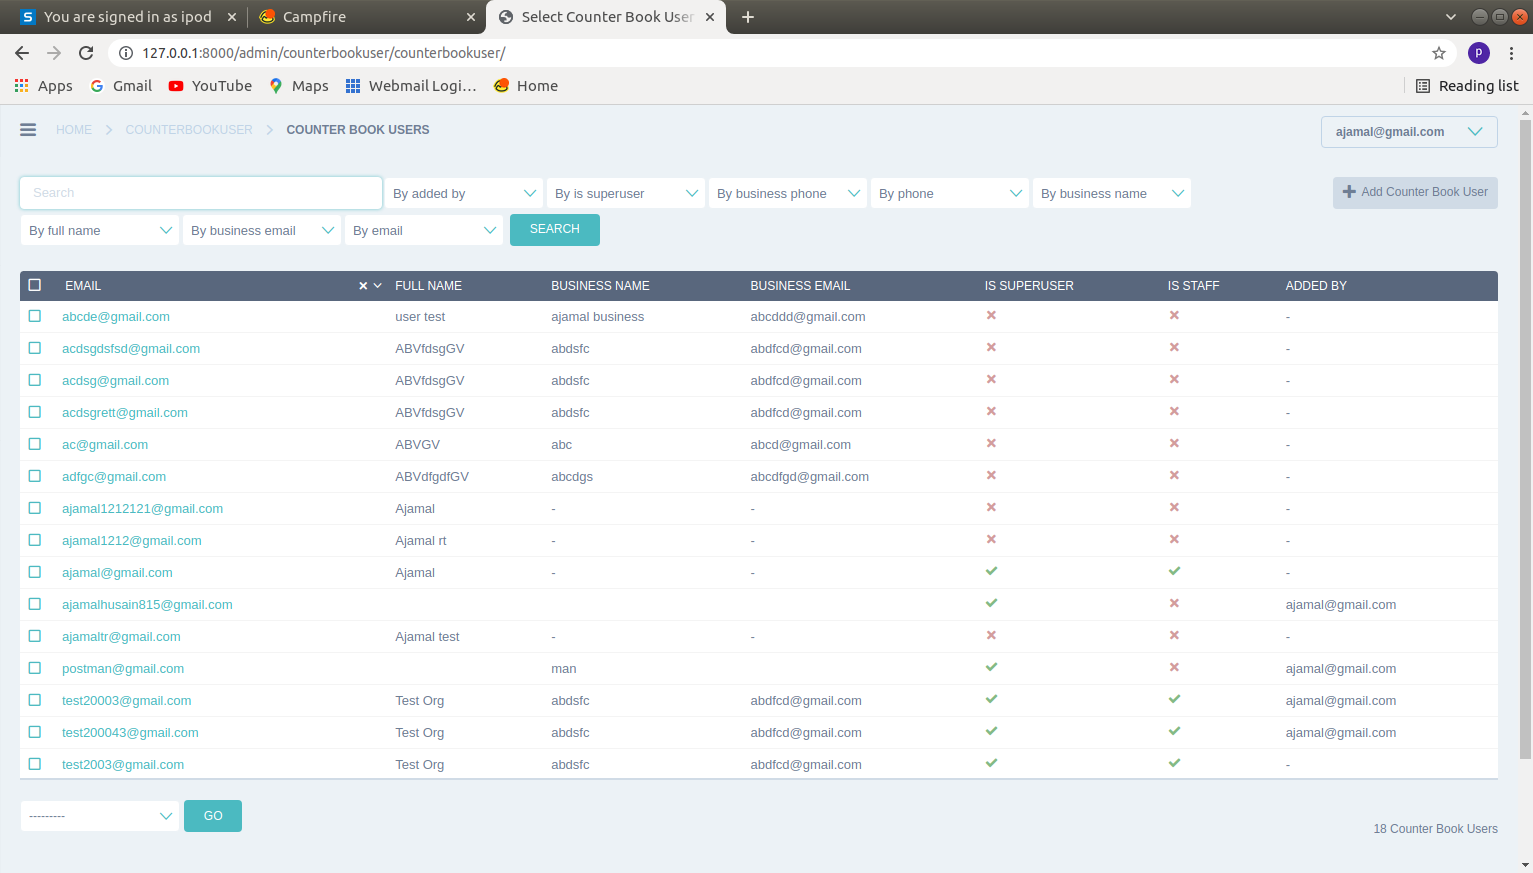 You are signed in as ipod
Campfire
Select Counter Book User
127.0.0.1:8000/admin/counterbookuser/counterbookuser/
p
Apps
Gmail
YouTube
Maps
Webmail Logi…
Home
Reading list
HOME
COUNTERBOOKUSER
COUNTER BOOK USERS
ajamal@gmail.com
Search
By added by
By is superuser
By business phone
By phone
By business name
Add Counter Book User
By full name
By business email
By email
SEARCH
EMAIL FULL NAME BUSINESS NAME BUSINESS EMAIL IS SUPERUSER IS STAFF ADDED BY
abcde@gmail.com user test ajamal business abcddd@gmail.com -
acdsgdsfsd@gmail.com ABVfdsgGV abdsfc abdfcd@gmail.com -
acdsg@gmail.com ABVfdsgGV abdsfc abdfcd@gmail.com -
acdsgrett@gmail.com ABVfdsgGV abdsfc abdfcd@gmail.com -
ac@gmail.com ABVGV abc abcd@gmail.com -
adfgc@gmail.com ABVdfgdfGV abcdgs abcdfgd@gmail.com -
ajamal1212121@gmail.com Ajamal - - -
ajamal1212@gmail.com Ajamal rt - - -
ajamal@gmail.com Ajamal - - -
ajamalhusain815@gmail.com ajamal@gmail.com
ajamaltr@gmail.com Ajamal test - - -
postman@gmail.com man ajamal@gmail.com
test20003@gmail.com Test Org abdsfc abdfcd@gmail.com ajamal@gmail.com
test200043@gmail.com Test Org abdsfc abdfcd@gmail.com ajamal@gmail.com
test2003@gmail.com Test Org abdsfc abdfcd@gmail.com -
---------
GO
18 Counter Book Users